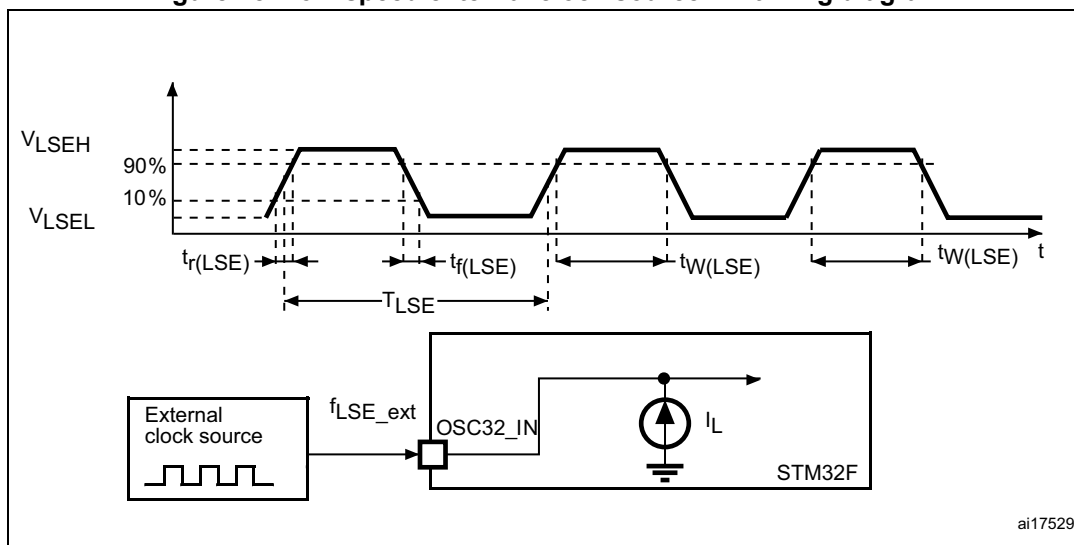 V_LSEH
90%
10%
V_LSEL
t_r(LSE)
t_f(LSE)
t_W(LSE)
t_W(LSE)
t
T_LSE
External
clock source
f_LSE_ext
OSC32_IN
I_L
STM32F
ai17529